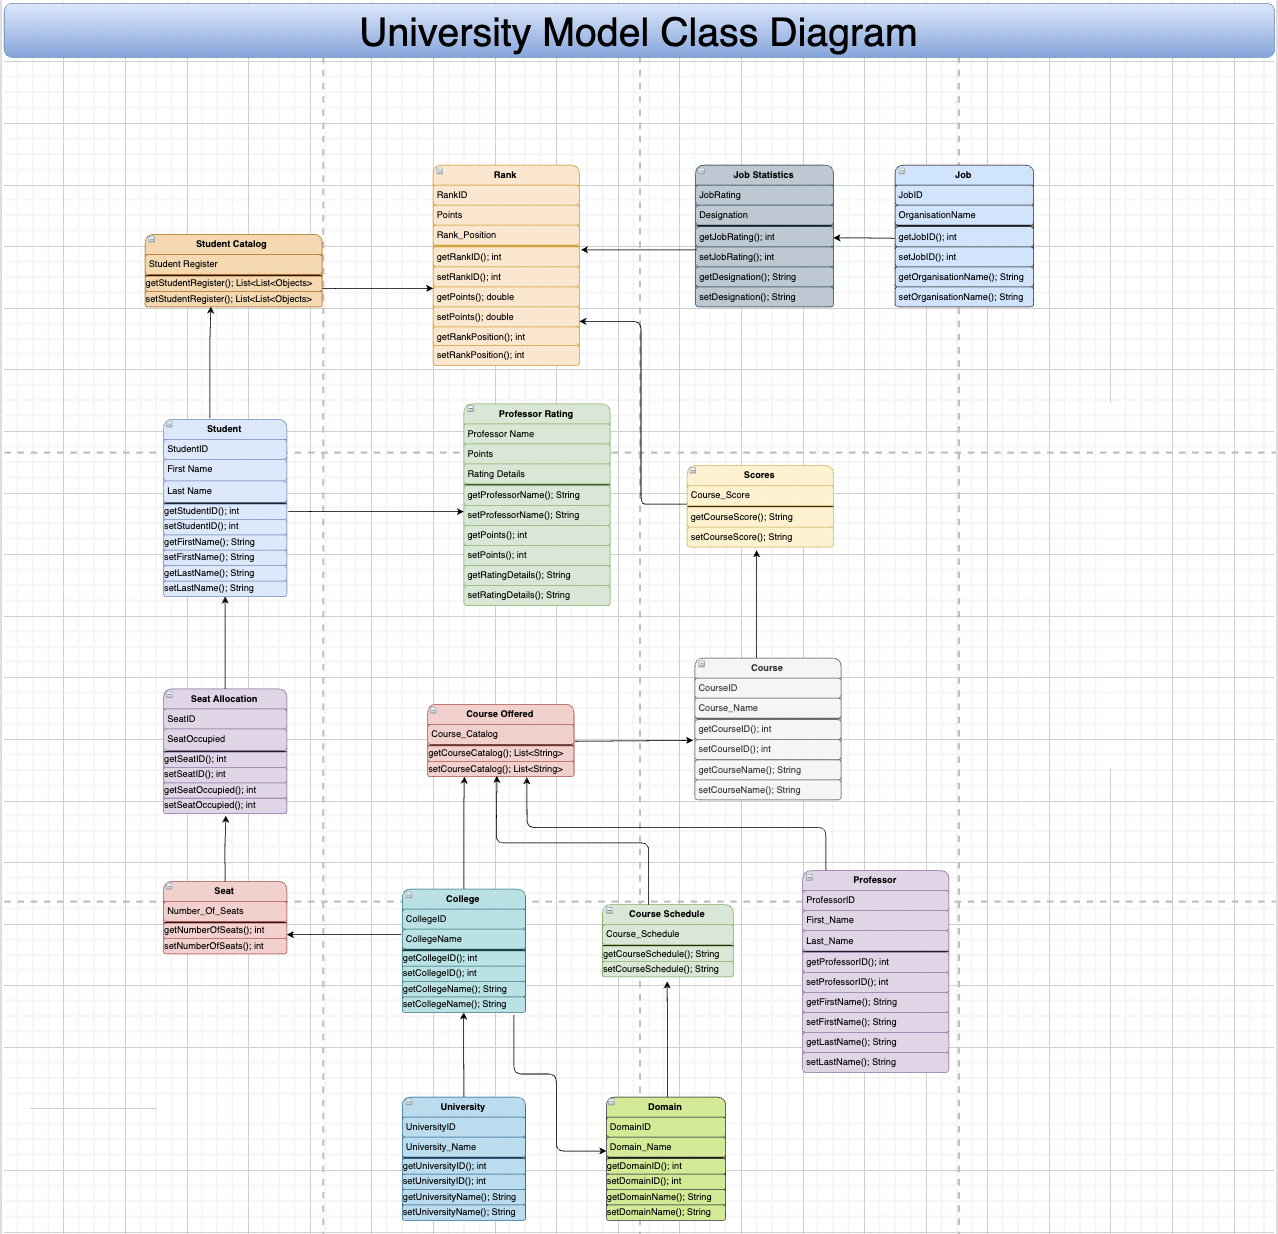 University Model Class Diagram
Rank
RankID
Points
Rank_Position
getRankID(); int
setRankID(); int
getPoints(); double
setPoints(); double
getRankPosition(); int
setRankPosition(); int
Job Statistics
JobRating
Designation
getJobRating(); int
setJobRating(); int
getDesignation(); String
setDesignation(); String
Job
JobID
OrganisationName
getJobID(); int
setJobID(); int
getOrganisationName(); String
setOrganisationName(); String
Student Catalog
Student Register
getStudentRegister(); List<List<Objects>
setStudentRegister(); List<List<Objects>
Student
StudentID
First Name
Last Name
getStudentID(); int
setStudentID(); int
getFirstName(); String
setFirstName(); String
getLastName(); String
setLastName(); String
Professor Rating
Professor Name
Points
Rating Details
getProfessorName(); String
setProfessorName(); String
getPoints(); int
setPoints(); int
getRatingDetails(); String
setRatingDetails(); String
Scores
Course_Score
getCourseScore(); String
setCourseScore(); String
Seat Allocation
SeatID
SeatOccupied
getSeatID(); int
setSeatID(); int
getSeatOccupied(); int
setSeatOccupied(); int
Course Offered
Course_Catalog
getCourseCatalog(); List<String>
setCourseCatalog(); List<String>
Course
CourseID
Course_Name
getCourseID(); int
setCourseID(); int
getCourseName(); String
setCourseName(); String
Seat
Number_Of_Seats
getNumberOfSeats(); int
setNumberOfSeats(); int
College
CollegeID
CollegeName
getCollegeID(); int
setCollegeID(); int
getCollegeName(); String
setCollegeName(); String
Course Schedule
Course_Schedule
getCourseSchedule(); String
setCourseSchedule(); String
Professor
ProfessorID
First_Name
Last_Name
getProfessorID(); int
setProfessorID(); int
getFirstName(); String
setFirstName(); String
getLastName(); String
setLastName(); String
University
UniversityID
University_Name
getUniversityID(); int
setUniversityID(); int
getUniversityName(); String
setUniversityName(); String
Domain
DomainID
Domain_Name
getDomainID(); int
setDomainID(); int
getDomainName(); String
setDomainName(); String